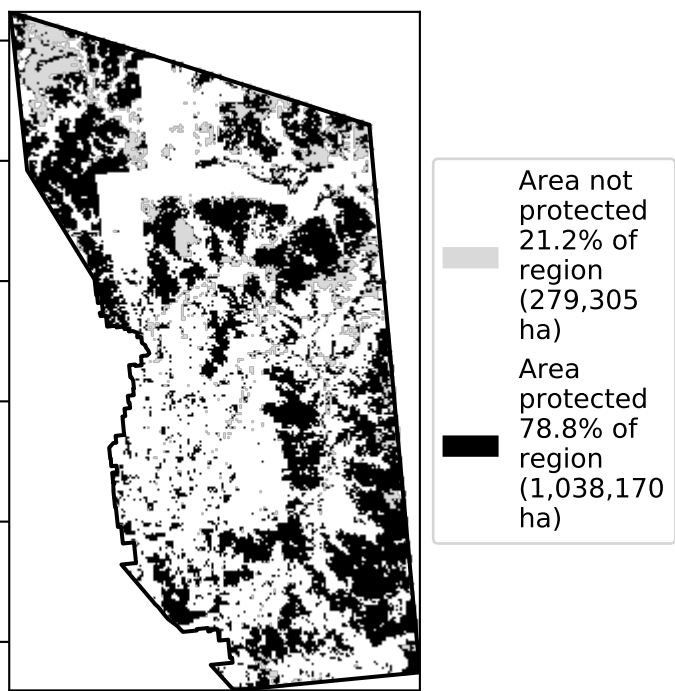 Area not
protected
21.2% of
region
(279,305
ha)
Area
protected
78.8% of
region
(1,038,170
ha)